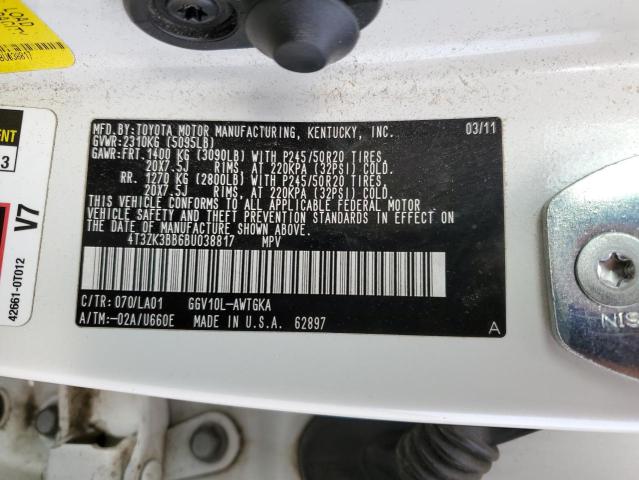 LOAD
MFD. BY: TOYOTA MOTOR MANUFACTURING, KENTUCKY, INC. 03/11
GVWR: 2310KG (5095LB)
GAWR: FRT. 1400 KG (3090LB) WITH P245/50R20 TIRES,
20X7.5J RIMS, AT 220KPA (32PSI) COLD.
RR. 1270 KG (2800LB) WITH P245/50R20 TIRES,
20X7.5J RIMS, AT 220KPA (32PSI) COLD.
THIS VEHICLE CONFORMS TO ALL APPLICABLE FEDERAL MOTOR
VEHICLE SAFETY AND THEFT PREVENTION STANDARDS IN EFFECT ON
THE DATE OF MANUFACTURE SHOWN ABOVE.
4T3ZK3BB6BU038817 MPV
C/TR: 070/LA01 GGV10L-AWTGKA
A/TM: -02A/U660E MADE IN U.S.A. 62897 A
ENT
3
V7
42661-0T012
NIS